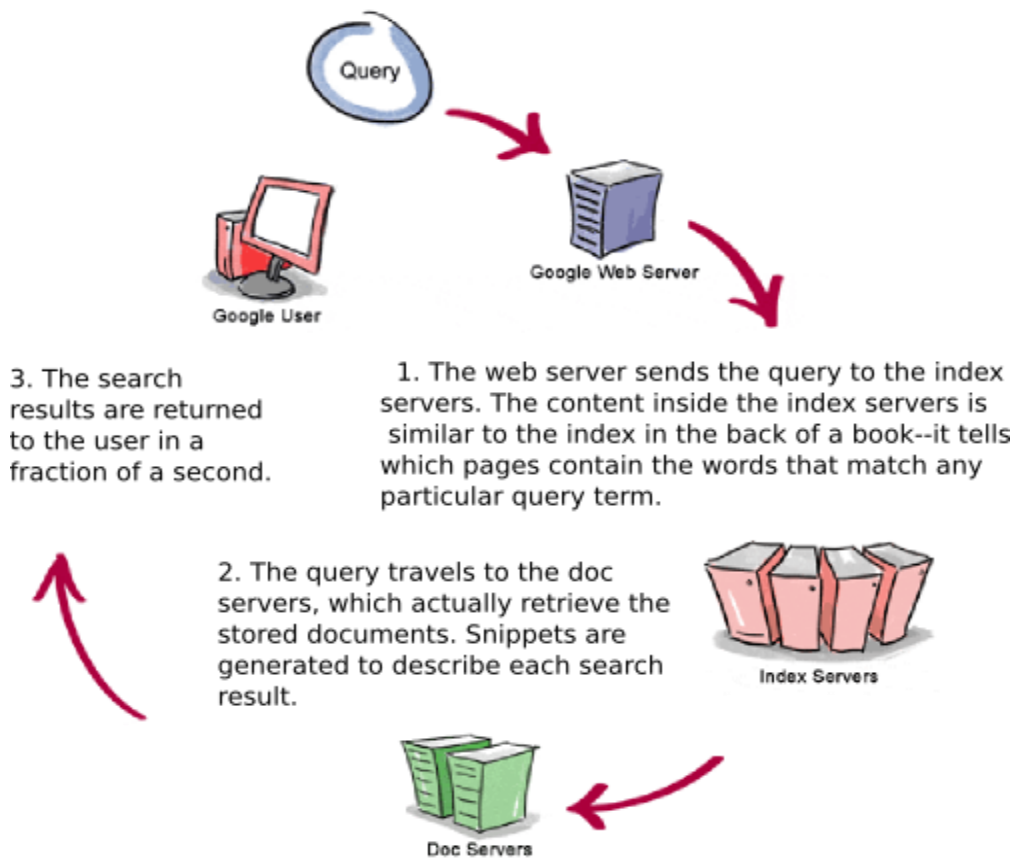 Query
Google Web Server
Google User
1. The web server sends the query to the index
servers. The content inside the index servers is
similar to the index in the back of a book--it tells
which pages contain the words that match any
particular query term.
Index Servers
2. The query travels to the doc
servers, which actually retrieve the
stored documents. Snippets are
generated to describe each search
result.
Doc Servers
3. The search
results are returned
to the user in a
fraction of a second.